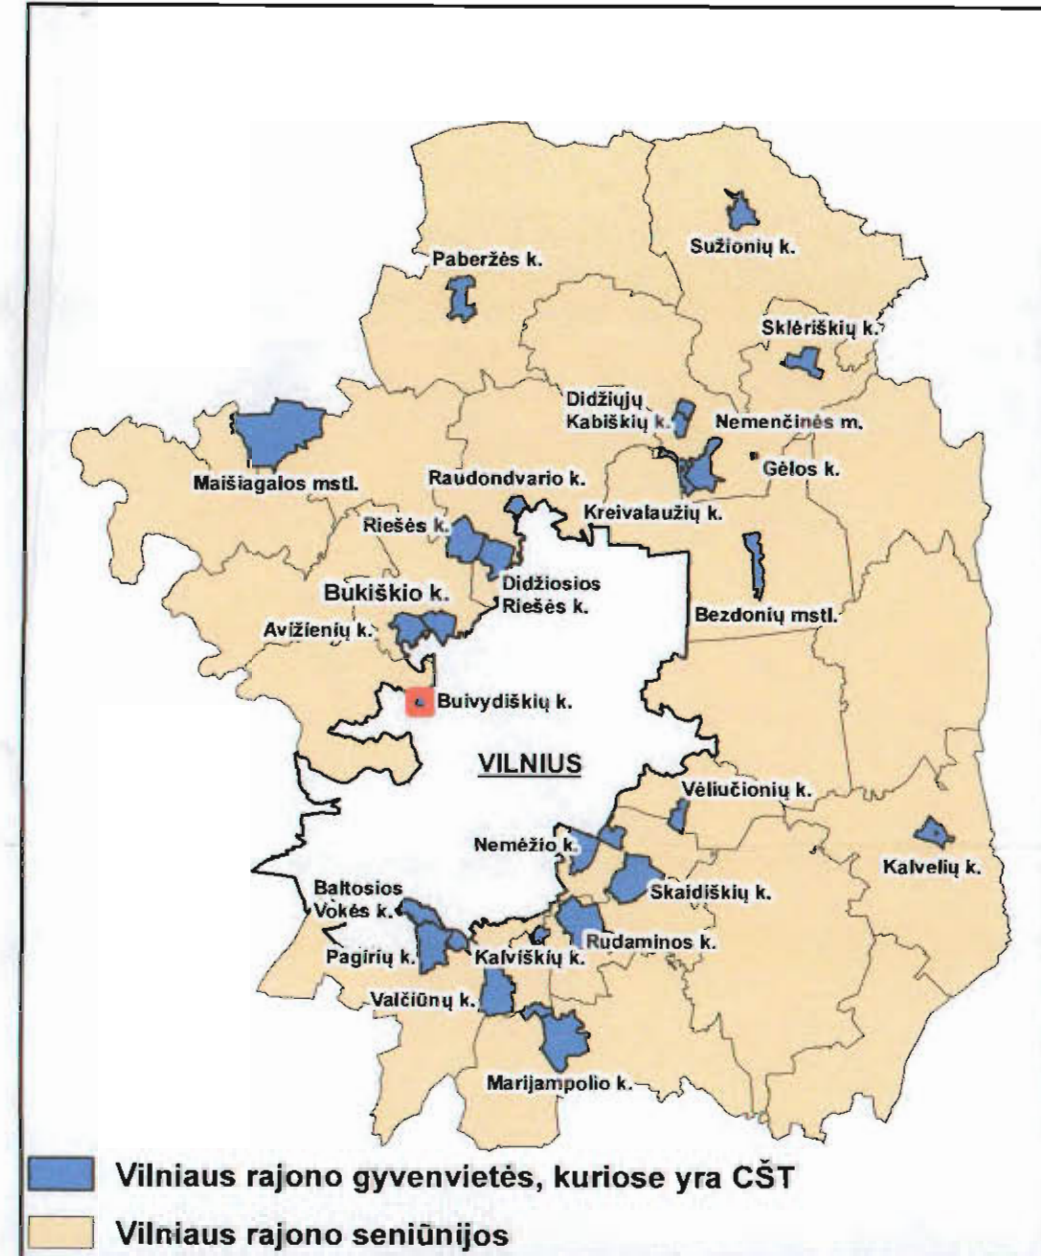 Sužionių k.
Paberžės k.
Sklėriškių k.
Didžiųjų
Kabiškių k.
Nemenčinės m.
Gėlos k.
Maišiagalos mstl.
Raudondvario k.
Kreivalaužių k.
Riešės k.
Didžiosios
Riešės k.
Bukiškio k.
Bezdonių mstl.
Avižienių k.
Buivydiškių k.
VILNIUS
Vėliučionių k.
Nemėžio k.
Kalvelių k.
Skaidiškių k.
Baltosios
Vokės k.
Rudaminos k.
Pagirių k.
Kalviškių k.
Valčiūnų k.
Marijampolio k.
Vilniaus rajono gyvenvietės, kuriose yra CŠT
Vilniaus rajono seniūnijos